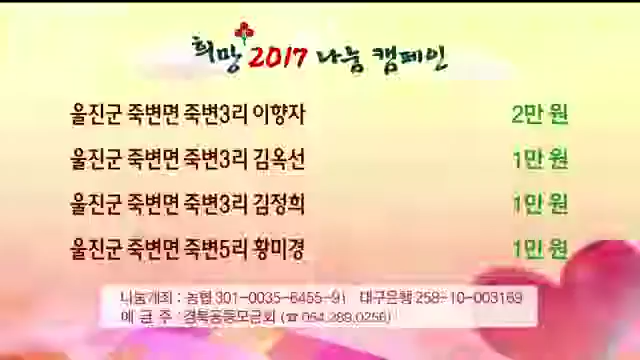 희망 2017 나눔 캠페인
울진군 죽변면 죽변3리 이향자 2만 원
울진군 죽변면 죽변3리 김옥선 1만 원
울진군 죽변면 죽변3리 김정희 1만 원
울진군 죽변면 죽변5리 황미경 1만 원
나눔계좌 : 농협 301-0035-6455-91 대구은행 258-10-003169
예 금 주 : 경북공동모금회 (☎ 054.289.0256)